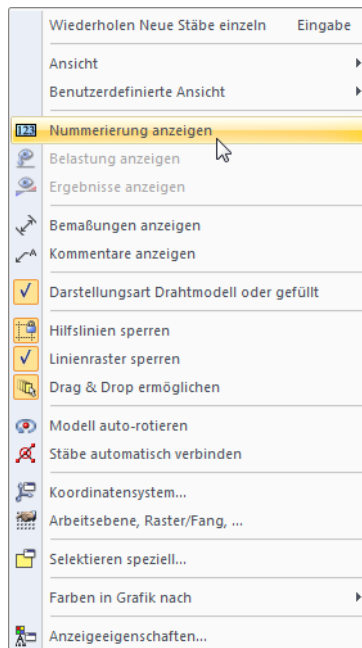 Wiederholen Neue Stäbe einzeln Eingabe
Ansicht
Benutzerdefinierte Ansicht
123 Nummerierung anzeigen
Belastung anzeigen
Ergebnisse anzeigen
Bemaßungen anzeigen
A Kommentare anzeigen
Darstellungsart Drahtmodell oder gefüllt
Hilfslinien sperren
Linienraster sperren
Drag & Drop ermöglichen
Modell auto-rotieren
Stäbe automatisch verbinden
Koordinatensystem...
Arbeitsebene, Raster/Fang, ...
Selektieren speziell...
Farben in Grafik nach
A Anzeigeeigenschaften...